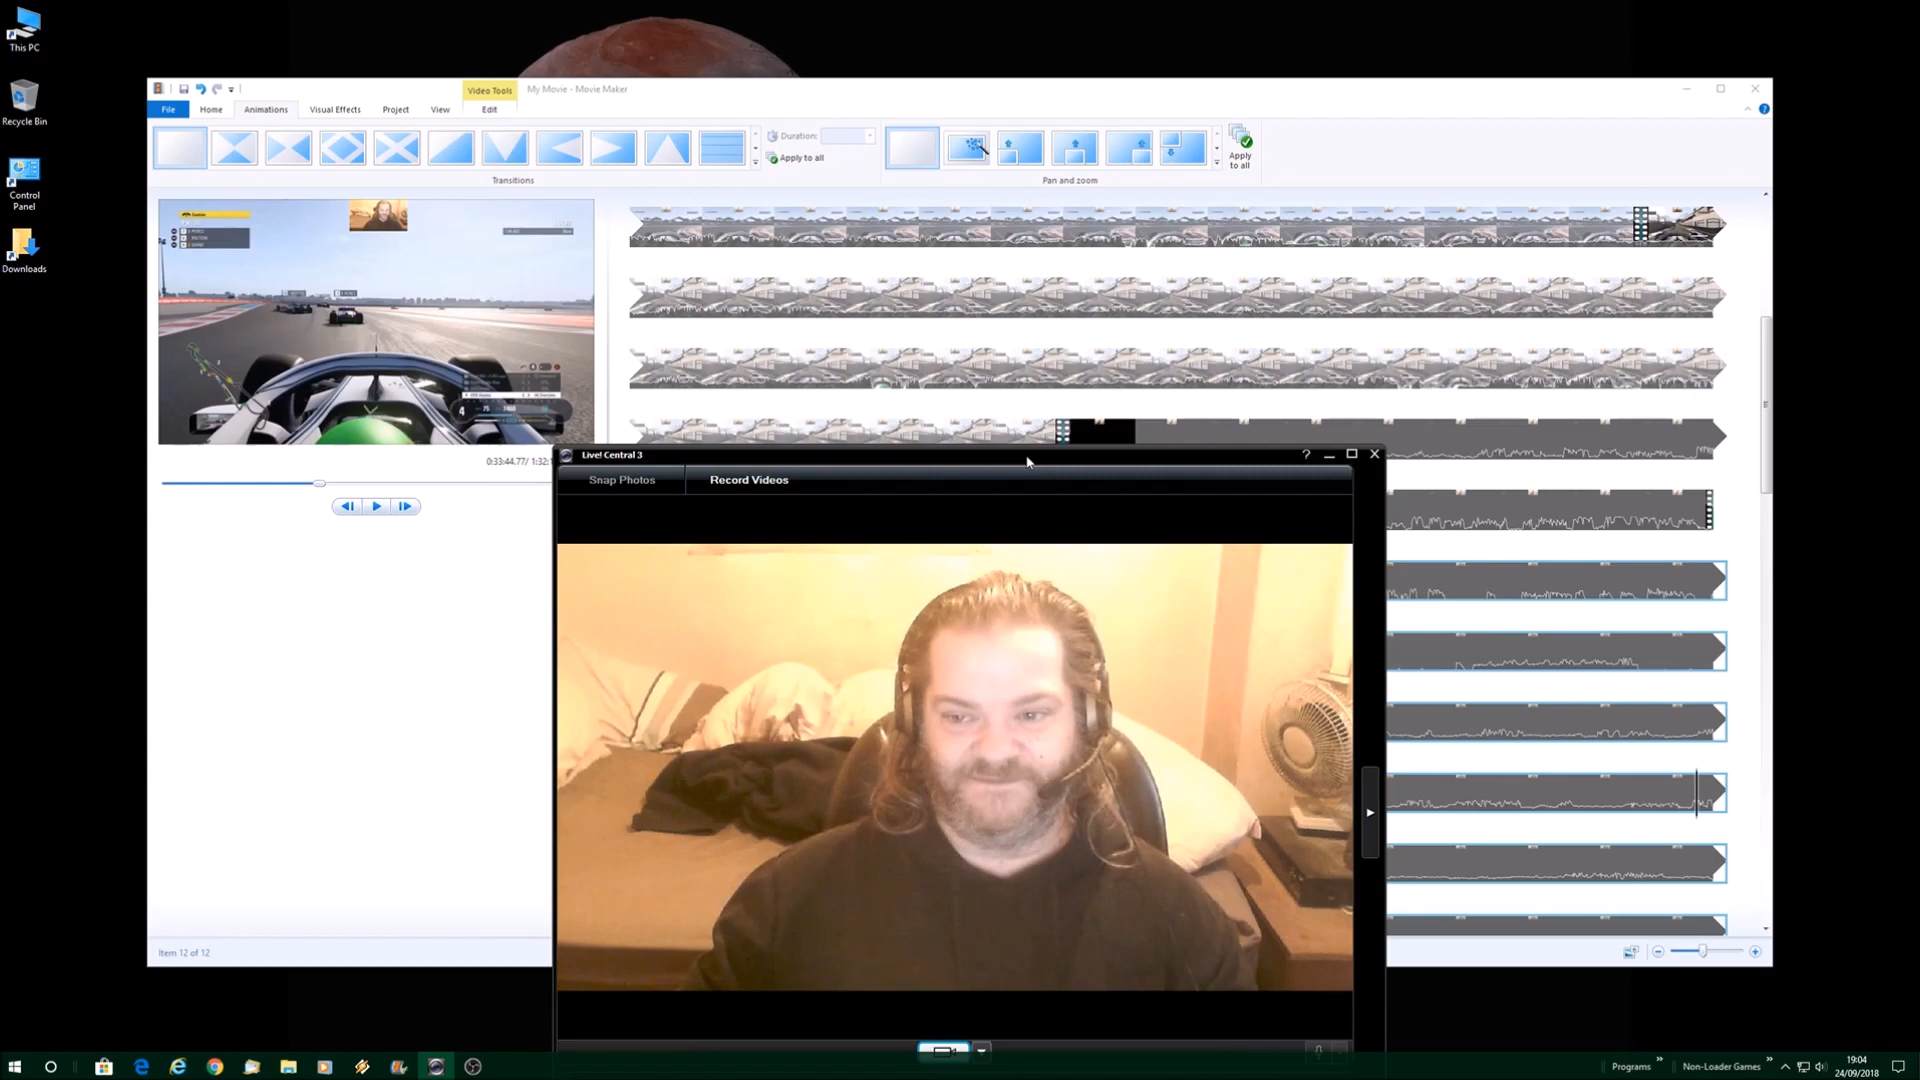 This PC
Recycle Bin
Control
Panel
Downloads
Video Tools
My Movie - Movie Maker
File
Home
Animations
Visual Effects
Project
View
Edit
Duration:
Apply to all
Transitions
Pan and zoom
Apply
to all
0:33:44.77/ 1:32:1
Item 12 of 12
Live! Central 3
Snap Photos
Record Videos
Programs
Non-Loader Games
19:04
24/09/2018